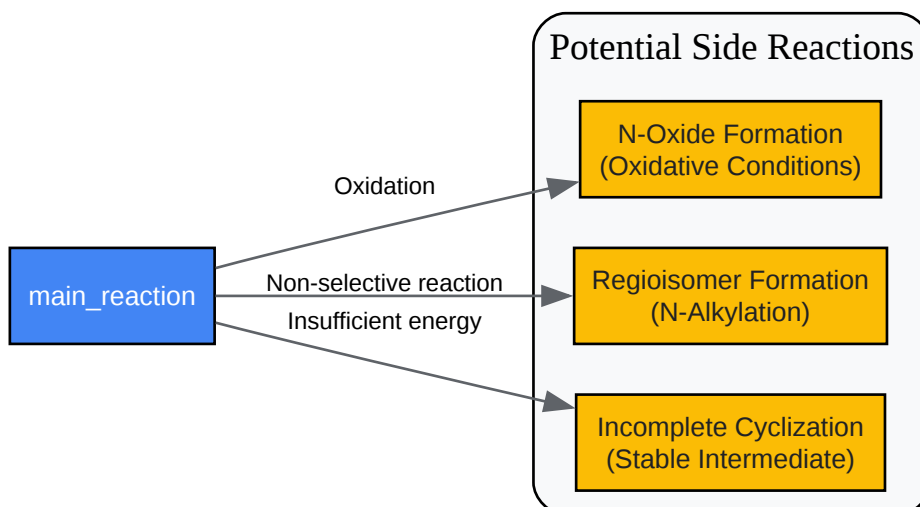 Potential Side Reactions
N-Oxide Formation
(Oxidative Conditions)
Oxidation
main_reaction
Non-selective reaction
Regioisomer Formation
(N-Alkylation)
Insufficient energy
Incomplete Cyclization
(Stable Intermediate)